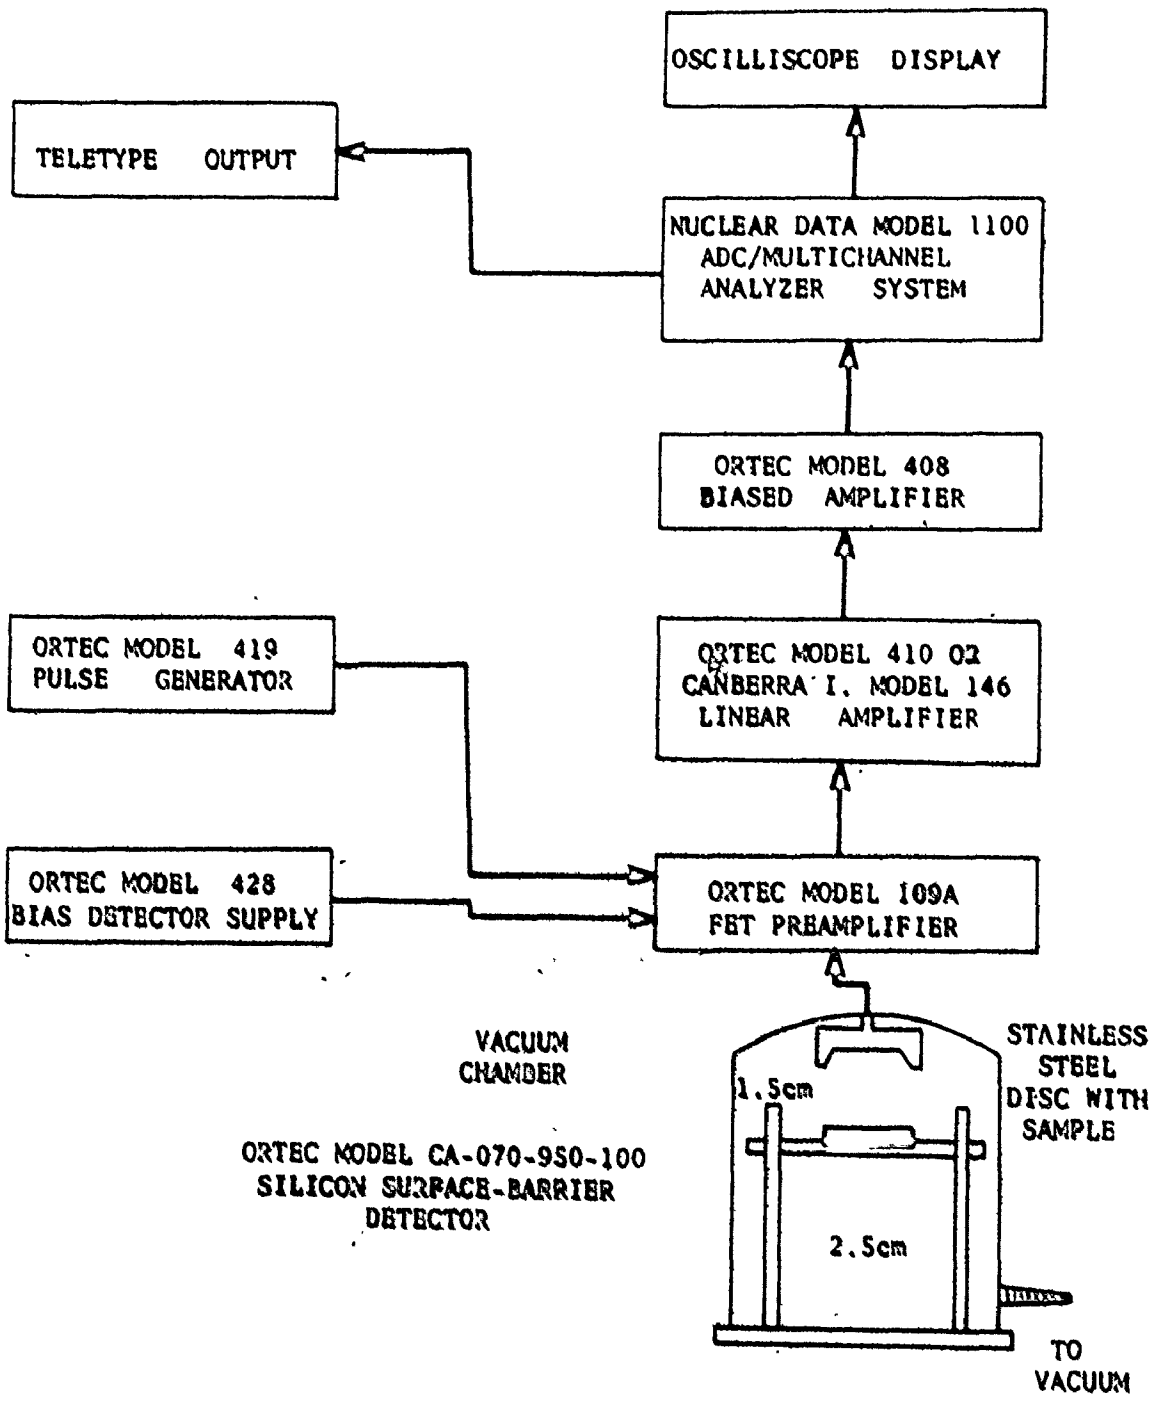 OSCILLISCOPE DISPLAY
TELETYPE OUTPUT
NUCLEAR DATA MODEL 1100
ADC/MULTICHANNEL
ANALYZER SYSTEM
ORTEC MODEL 408
BIASED AMPLIFIER
ORTEC MODEL 419
PULSE GENERATOR
ORTEC MODEL 410 OR
CANBERRA I. MODEL 146
LINEAR AMPLIFIER
ORTEC MODEL 428
BIAS DETECTOR SUPPLY
ORTEC MODEL 109A
FET PREAMPLIFIER
VACUUM
CHAMBER
STAINLESS
STEEL
DISC WITH
SAMPLE
1.5cm
ORTEC MODEL CA-070-950-100
SILICON SURFACE-BARRIER
DETECTOR
2.5cm
TO
VACUUM